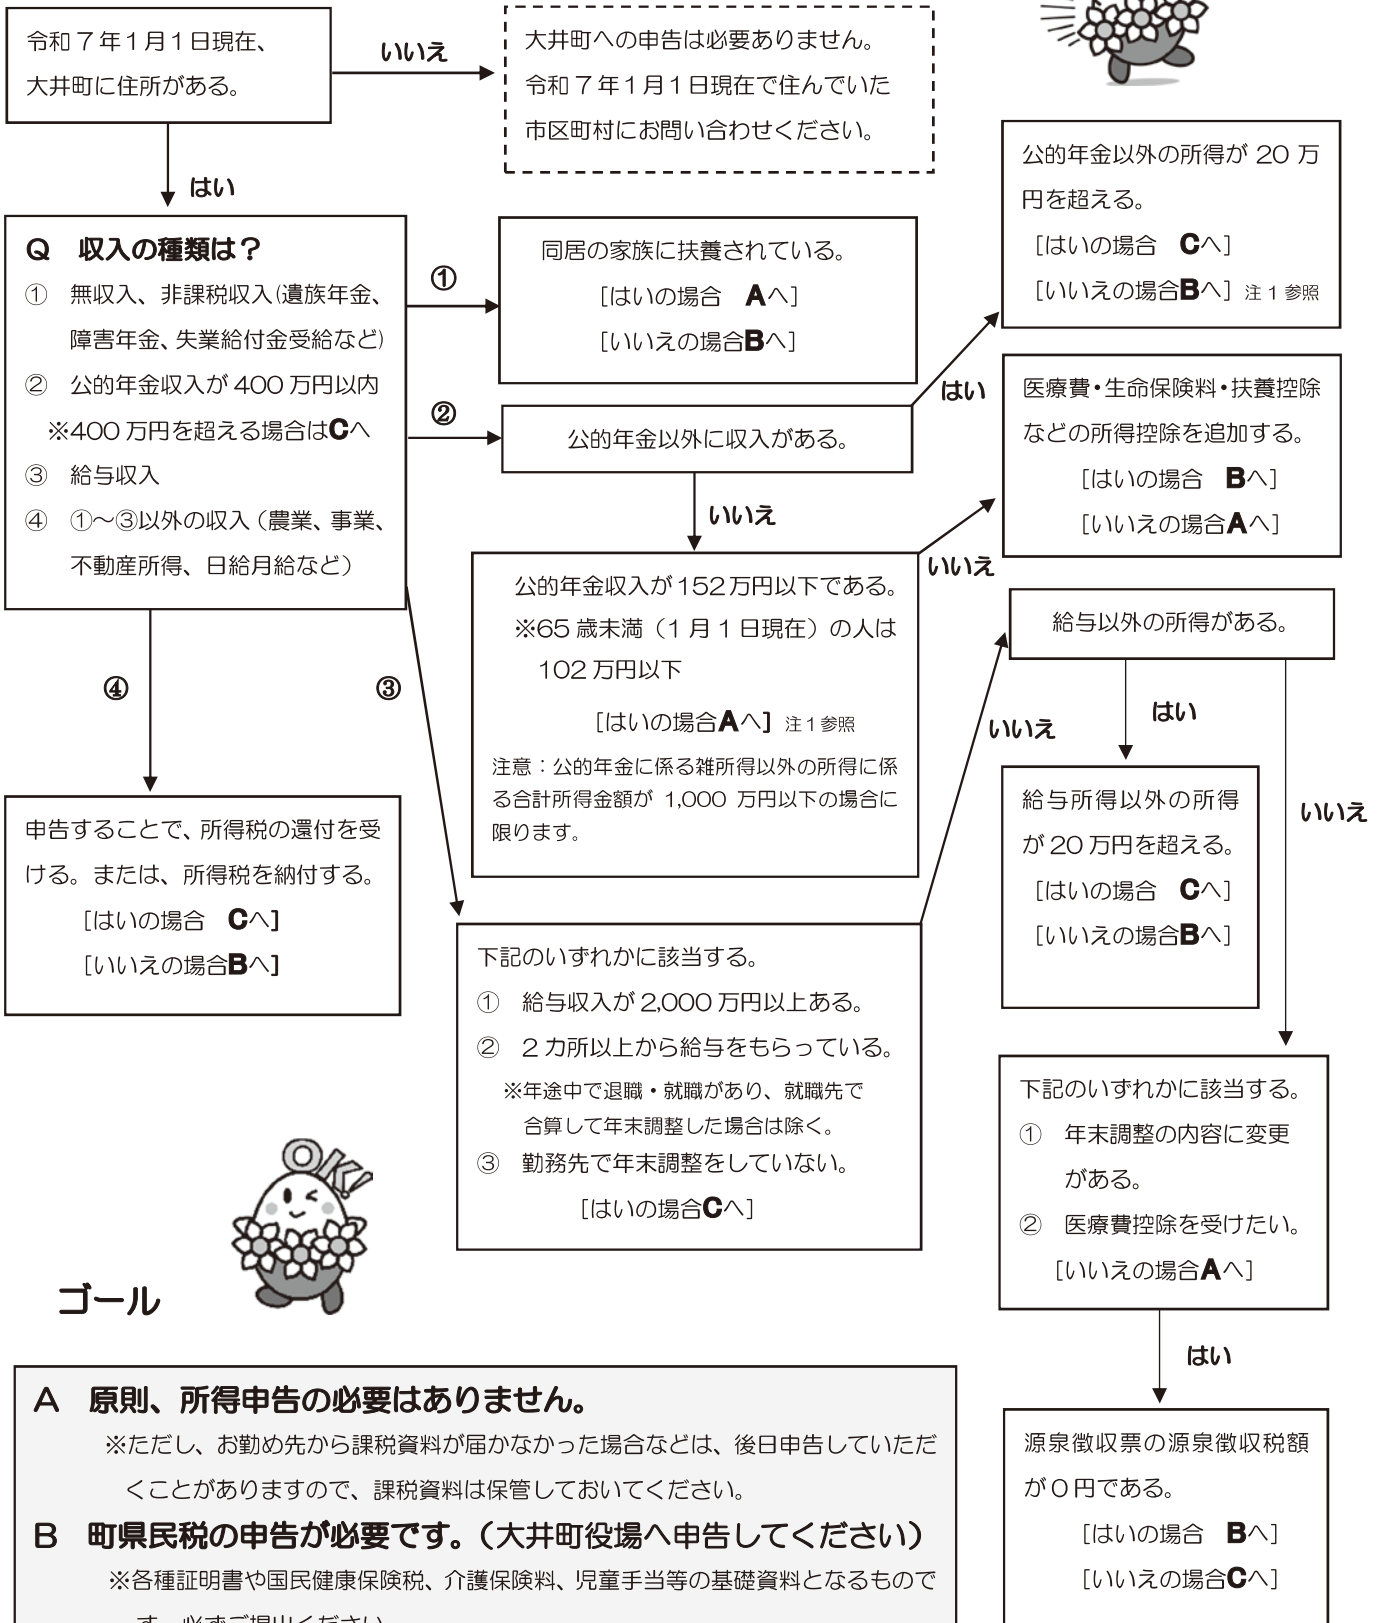 令和7年1月1日現在、
大井町に住所がある。
いいえ
大井町への申告は必要ありません。
令和7年1月1日現在で住んでいた
市区町村にお問い合わせください。
はい
Q 収入の種類は？
① 無収入、非課税収入(遺族年金、
障害年金、失業給付金受給など)
② 公的年金収入が400万円以内
※400万円を超える場合はCへ
③ 給与収入
④ ①～③以外の収入（農業、事業、
不動産所得、日給月給など）
①
同居の家族に扶養されている。
[はいの場合 Aへ]
[いいえの場合Bへ]
②
公的年金以外に収入がある。
はい
公的年金以外の所得が20万
円を超える。
[はいの場合 Cへ]
[いいえの場合Bへ] 注1参照
いいえ
公的年金収入が152万円以下である。
※65歳未満（1月1日現在）の人は
102万円以下
[はいの場合Aへ] 注1参照
注意：公的年金に係る雑所得以外の所得に係
る合計所得金額が 1,000 万円以下の場合に
限ります。
いいえ
医療費・生命保険料・扶養控除
などの所得控除を追加する。
[はいの場合 Bへ]
[いいえの場合Aへ]
④
申告することで、所得税の還付を受
ける。または、所得税を納付する。
[はいの場合 Cへ]
[いいえの場合Bへ]
③
下記のいずれかに該当する。
① 給与収入が2,000万円以上ある。
② 2カ所以上から給与をもらっている。
※年途中で退職・就職があり、就職先で
合算して年末調整した場合は除く。
③ 勤務先で年末調整をしていない。
[はいの場合Cへ]
いいえ
給与以外の所得がある。
はい
給与所得以外の所得
が20万円を超える。
[はいの場合 Cへ]
[いいえの場合Bへ]
いいえ
下記のいずれかに該当する。
① 年末調整の内容に変更
がある。
② 医療費控除を受けたい。
[いいえの場合Aへ]
はい
源泉徴収票の源泉徴収税額
が0円である。
[はいの場合 Bへ]
[いいえの場合Cへ]
OK!
ゴール
A 原則、所得申告の必要はありません。
※ただし、お勤め先から課税資料が届かなかった場合などは、後日申告していただ
くことがありますので、課税資料は保管しておいてください。
B 町県民税の申告が必要です。（大井町役場へ申告してください）
※各種証明書や国民健康保険税、介護保険料、児童手当等の基礎資料となるもので